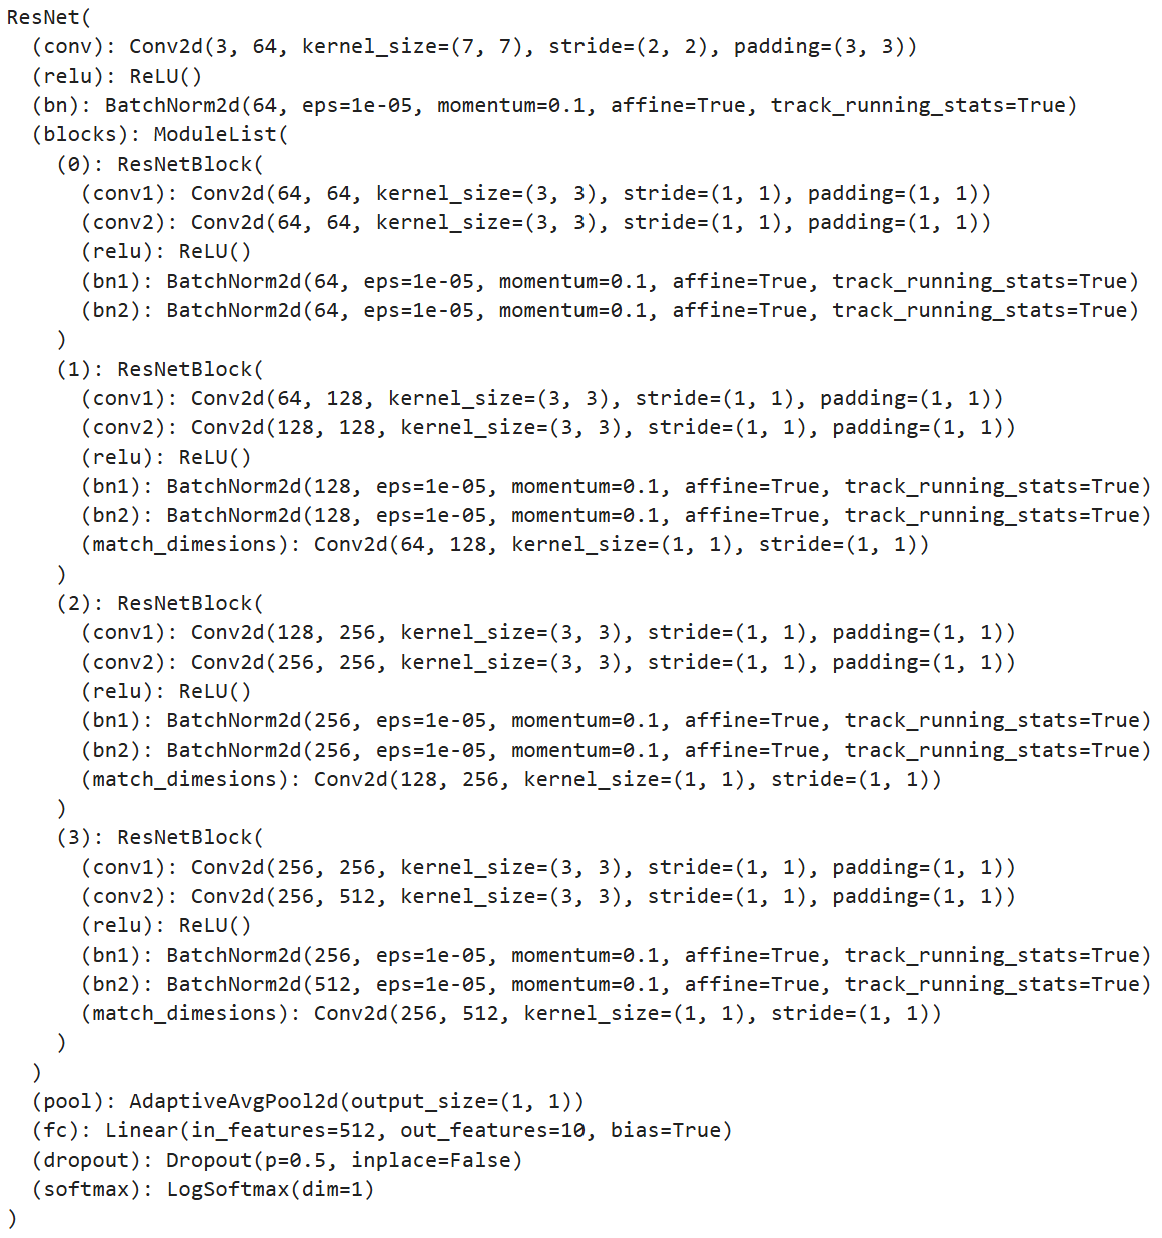 ResNet(
  (conv): Conv2d(3, 64, kernel_size=(7, 7), stride=(2, 2), padding=(3, 3))
  (relu): ReLU()
  (bn): BatchNorm2d(64, eps=1e-05, momentum=0.1, affine=True, track_running_stats=True)
  (blocks): ModuleList(
    (0): ResNetBlock(
      (conv1): Conv2d(64, 64, kernel_size=(3, 3), stride=(1, 1), padding=(1, 1))
      (conv2): Conv2d(64, 64, kernel_size=(3, 3), stride=(1, 1), padding=(1, 1))
      (relu): ReLU()
      (bn1): BatchNorm2d(64, eps=1e-05, momentum=0.1, affine=True, track_running_stats=True)
      (bn2): BatchNorm2d(64, eps=1e-05, momentum=0.1, affine=True, track_running_stats=True)
    )
    (1): ResNetBlock(
      (conv1): Conv2d(64, 128, kernel_size=(3, 3), stride=(1, 1), padding=(1, 1))
      (conv2): Conv2d(128, 128, kernel_size=(3, 3), stride=(1, 1), padding=(1, 1))
      (relu): ReLU()
      (bn1): BatchNorm2d(128, eps=1e-05, momentum=0.1, affine=True, track_running_stats=True)
      (bn2): BatchNorm2d(128, eps=1e-05, momentum=0.1, affine=True, track_running_stats=True)
      (match_dimesions): Conv2d(64, 128, kernel_size=(1, 1), stride=(1, 1))
    )
    (2): ResNetBlock(
      (conv1): Conv2d(128, 256, kernel_size=(3, 3), stride=(1, 1), padding=(1, 1))
      (conv2): Conv2d(256, 256, kernel_size=(3, 3), stride=(1, 1), padding=(1, 1))
      (relu): ReLU()
      (bn1): BatchNorm2d(256, eps=1e-05, momentum=0.1, affine=True, track_running_stats=True)
      (bn2): BatchNorm2d(256, eps=1e-05, momentum=0.1, affine=True, track_running_stats=True)
      (match_dimesions): Conv2d(128, 256, kernel_size=(1, 1), stride=(1, 1))
    )
    (3): ResNetBlock(
      (conv1): Conv2d(256, 256, kernel_size=(3, 3), stride=(1, 1), padding=(1, 1))
      (conv2): Conv2d(256, 512, kernel_size=(3, 3), stride=(1, 1), padding=(1, 1))
      (relu): ReLU()
      (bn1): BatchNorm2d(256, eps=1e-05, momentum=0.1, affine=True, track_running_stats=True)
      (bn2): BatchNorm2d(512, eps=1e-05, momentum=0.1, affine=True, track_running_stats=True)
      (match_dimesions): Conv2d(256, 512, kernel_size=(1, 1), stride=(1, 1))
    )
  )
  (pool): AdaptiveAvgPool2d(output_size=(1, 1))
  (fc): Linear(in_features=512, out_features=10, bias=True)
  (dropout): Dropout(p=0.5, inplace=False)
  (softmax): LogSoftmax(dim=1)
)